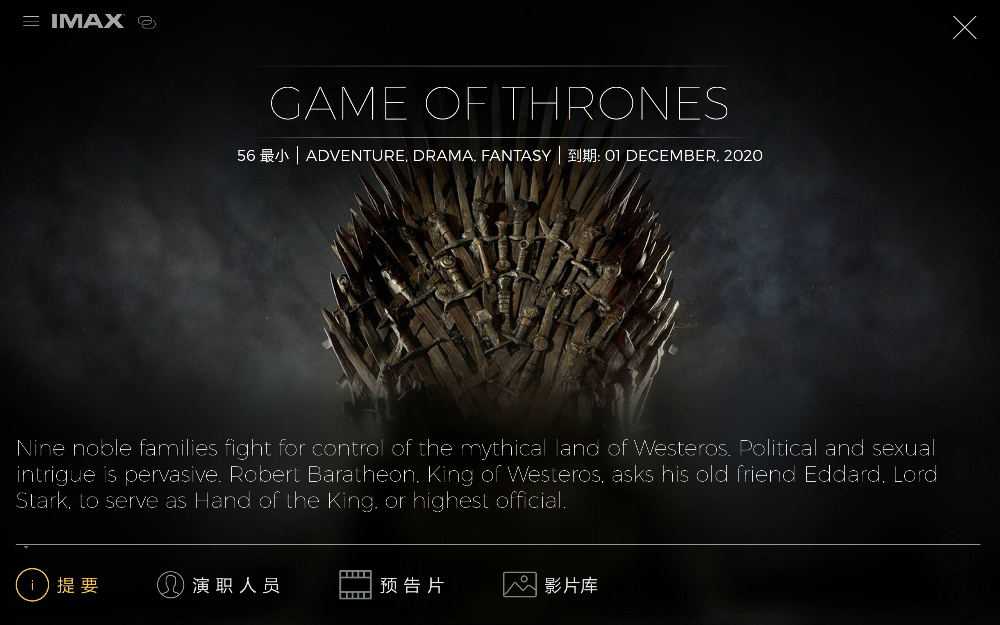 IMAX®
GAME OF THRONES
56 最小 | ADVENTURE, DRAMA, FANTASY | 到期: 01 DECEMBER, 2020
Nine noble families fight for control of the mythical land of Westeros. Political and sexual
intrigue is pervasive. Robert Baratheon, King of Westeros, asks his old friend Eddard, Lord
Stark, to serve as Hand of the King, or highest official.
i 提要 演职人员 预告片 影片库